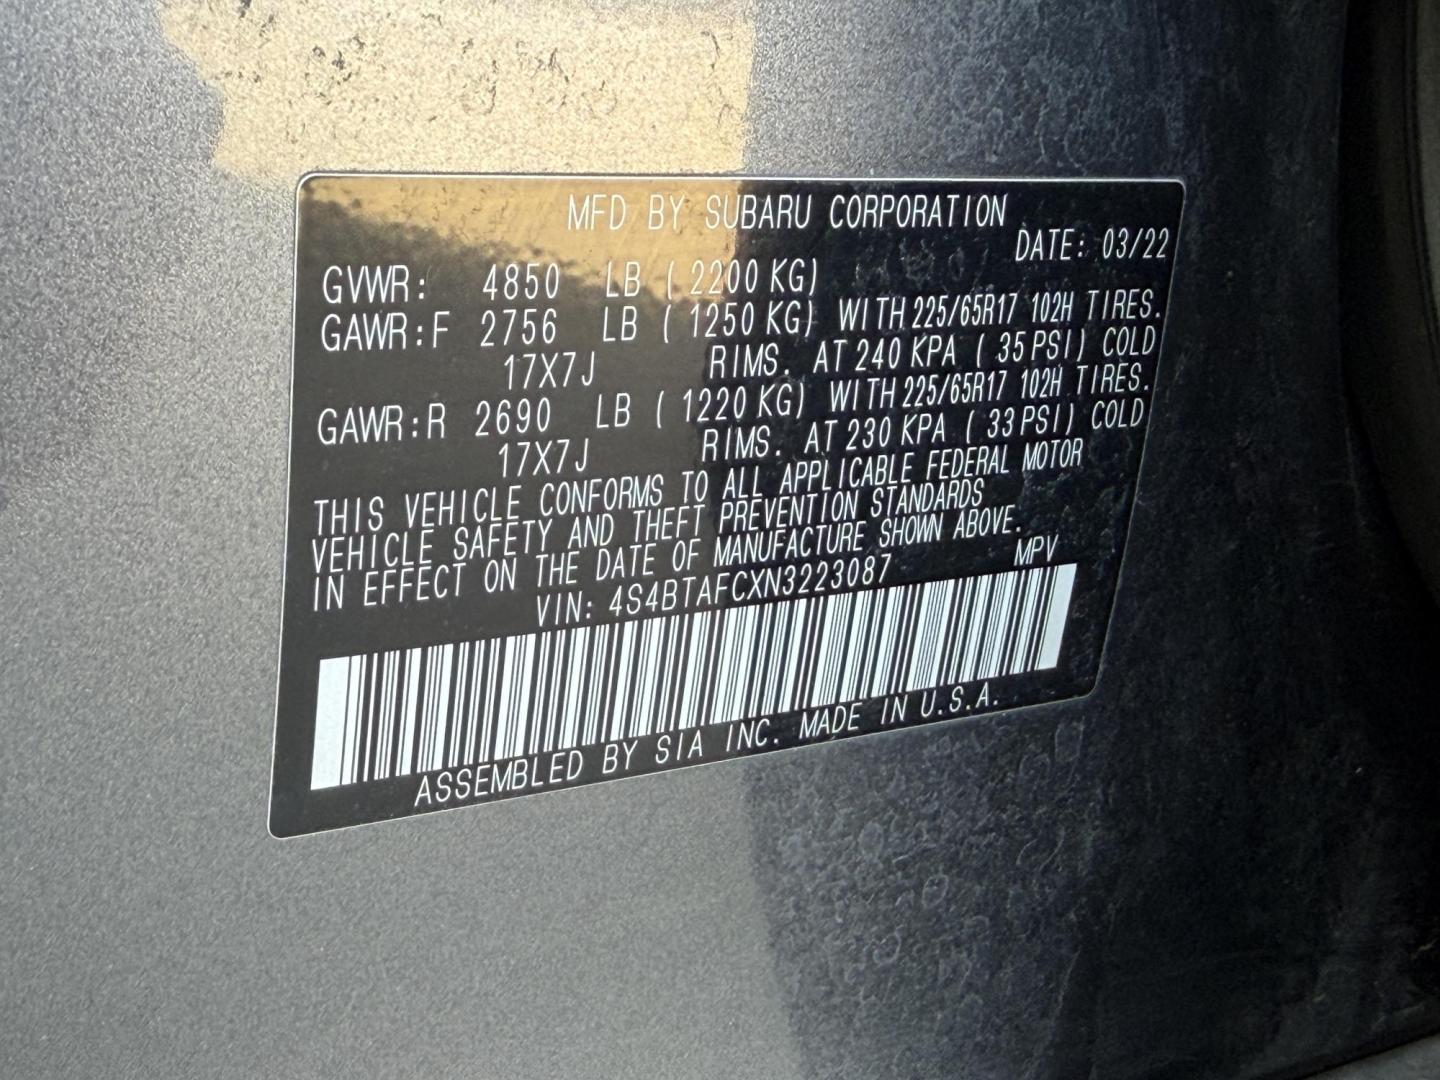 MFD BY SUBARU CORPORATION
DATE: 03/22
GVWR: 4850 LB ( 2200 KG)
GAWR:F 2756 LB ( 1250 KG) WITH 225/65R17 102H TIRES.
17X7J RIMS. AT 240 KPA ( 35 PSI) COLD
GAWR:R 2690 LB ( 1220 KG) WITH 225/65R17 102H TIRES.
17X7J RIMS. AT 230 KPA ( 33 PSI) COLD
THIS VEHICLE CONFORMS TO ALL APPLICABLE FEDERAL MOTOR
VEHICLE SAFETY AND THEFT PREVENTION STANDARDS
IN EFFECT ON THE DATE OF MANUFACTURE SHOWN ABOVE.
VIN: 4S4BTAFCXN3223087 MPV
ASSEMBLED BY SIA INC. MADE IN U.S.A.